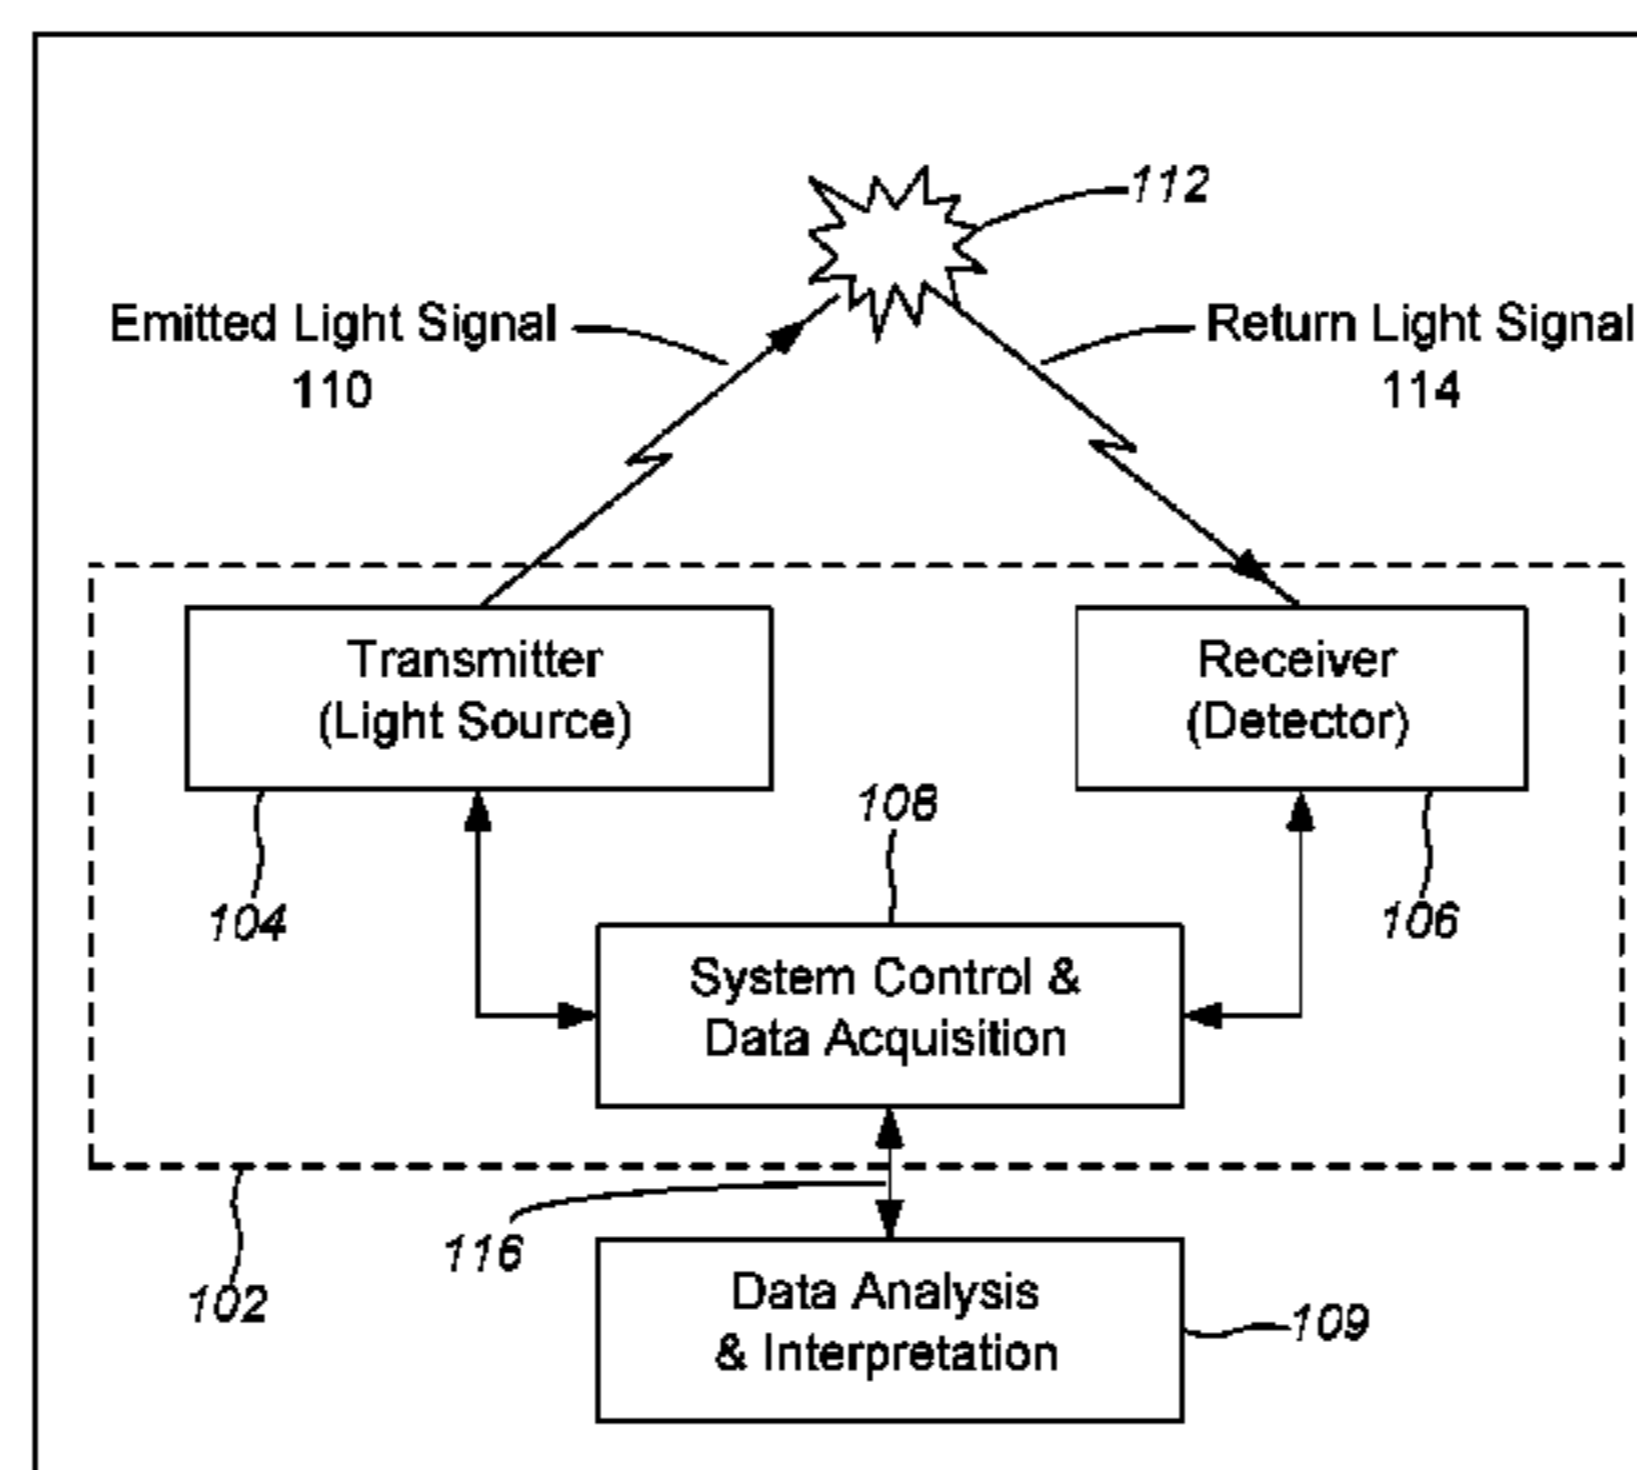 112
Emitted Light Signal
110
Return Light Signal
114
Transmitter
(Light Source)
Receiver
(Detector)
108
104
106
System Control &
Data Acquisition
116
102
Data Analysis
& Interpretation
109